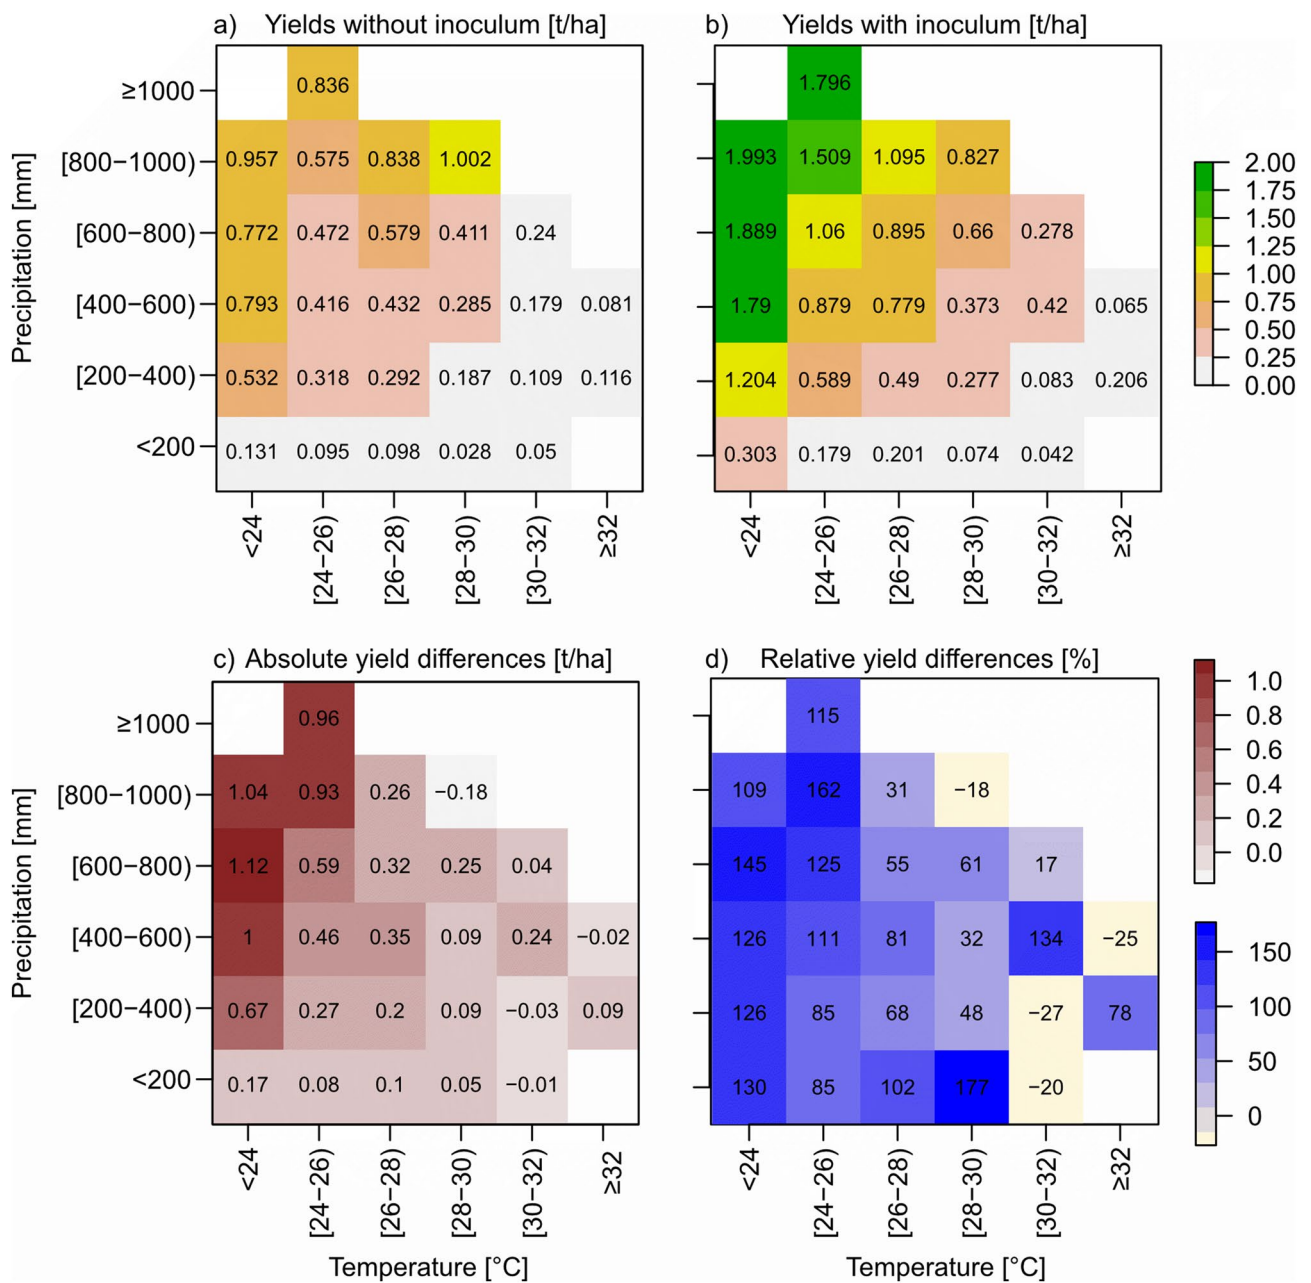 a) Yields without inoculum [t/ha]
b) Yields with inoculum [t/ha]
Precipitation [mm]
≥1000
0.836
[800−1000)
0.957 0.575 0.838 1.002
[600−800)
0.772 0.472 0.579 0.411 0.24
[400−600)
0.793 0.416 0.432 0.285 0.179 0.081
[200−400)
0.532 0.318 0.292 0.187 0.109 0.116
<200
0.131 0.095 0.098 0.028 0.05
<24 [24−26) [26−28) [28−30) [30−32) ≥32
1.796
1.993 1.509 1.095 0.827
1.889 1.06 0.895 0.66 0.278
1.79 0.879 0.779 0.373 0.42 0.065
1.204 0.589 0.49 0.277 0.083 0.206
0.303 0.179 0.201 0.074 0.042
<24 [24−26) [26−28) [28−30) [30−32) ≥32
2.00
1.75
1.50
1.25
1.00
0.75
0.50
0.25
0.00
c) Absolute yield differences [t/ha]
d) Relative yield differences [%]
Precipitation [mm]
≥1000
0.96
[800−1000)
1.04 0.93 0.26 −0.18
[600−800)
1.12 0.59 0.32 0.25 0.04
[400−600)
1 0.46 0.35 0.09 0.24 −0.02
[200−400)
0.67 0.27 0.2 0.09 −0.03 0.09
<200
0.17 0.08 0.1 0.05 −0.01
<24 [24−26) [26−28) [28−30) [30−32) ≥32
Temperature [°C]
115
109 162 31 −18
145 125 55 61 17
126 111 81 32 134 −25
126 85 68 48 −27 78
130 85 102 177 −20
<24 [24−26) [26−28) [28−30) [30−32) ≥32
Temperature [°C]
1.0
0.8
0.6
0.4
0.2
0.0
150
100
50
0